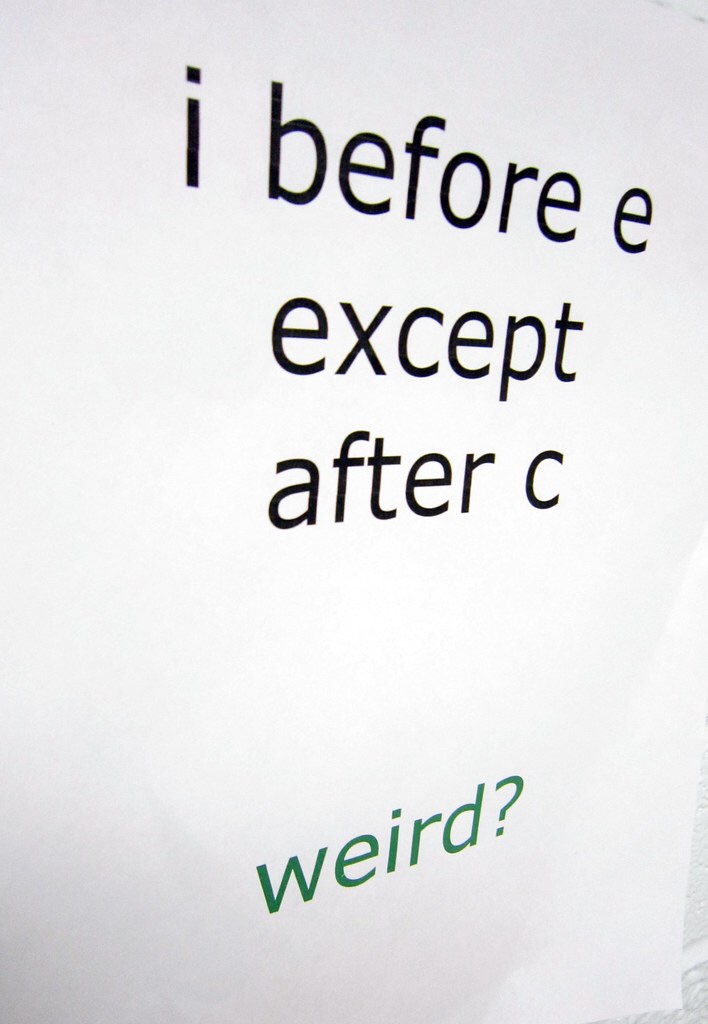 i before e
except
after c
weird?